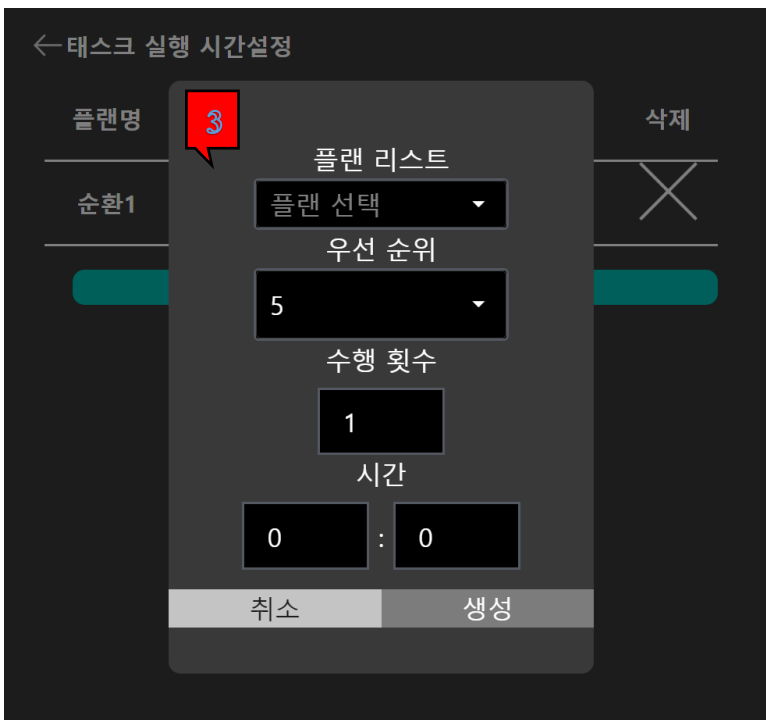 태스크 실행 시간설정
플랜명
삭제
3
플랜 리스트
순환1
플랜 선택
우선 순위
5
수행 횟수
1
시간
0 : 0
취소 생성